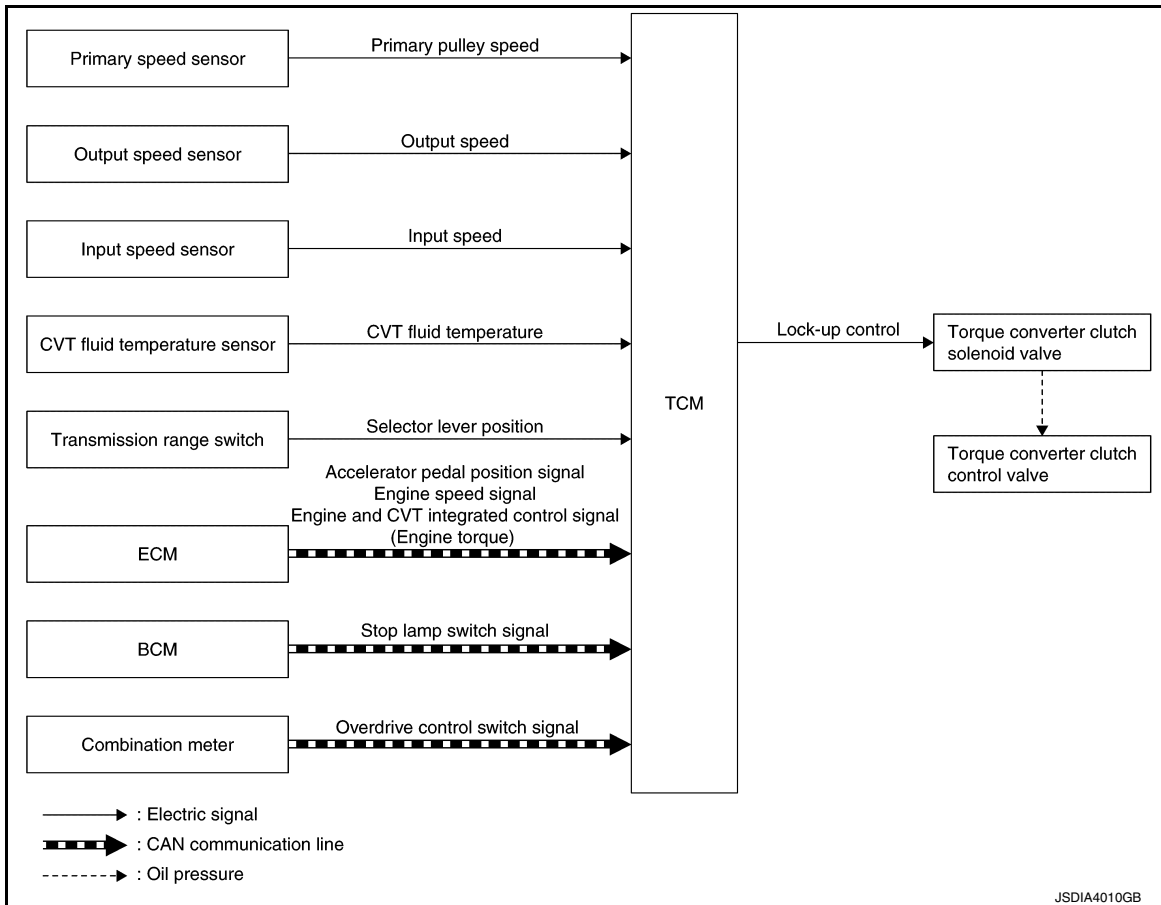 Primary speed sensor
Primary pulley speed
Output speed sensor
Output speed
Input speed sensor
Input speed
CVT fluid temperature sensor
CVT fluid temperature
Transmission range switch
Selector lever position
Accelerator pedal position signal
Engine speed signal
Engine and CVT integrated control signal
(Engine torque)
ECM
Stop lamp switch signal
BCM
Overdrive control switch signal
Combination meter
TCM
Lock-up control
Torque converter clutch
solenoid valve
Torque converter clutch
control valve
: Electric signal
: CAN communication line
: Oil pressure
JSDIA4010GB